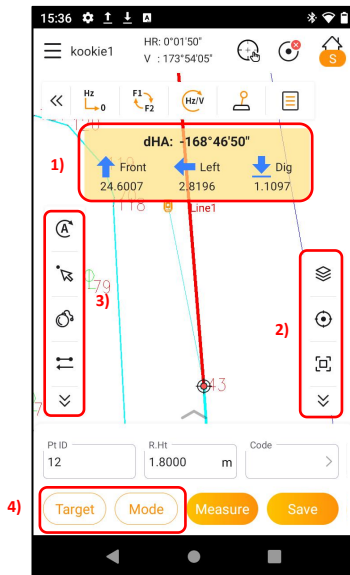 15:36
kookie1
HR: 0°01'50"
V : 173°54'05"
S
Hz
0
F1
F2
Hz/V
1)
dHA: -168°46'50"
Front
Left
Dig
24.6007
2.8196
1.1097
118
Line1
A
3)
79
2)
43
Pt ID
12
R.Ht
1.8000 m
Code
4)
Target
Mode
Measure
Save